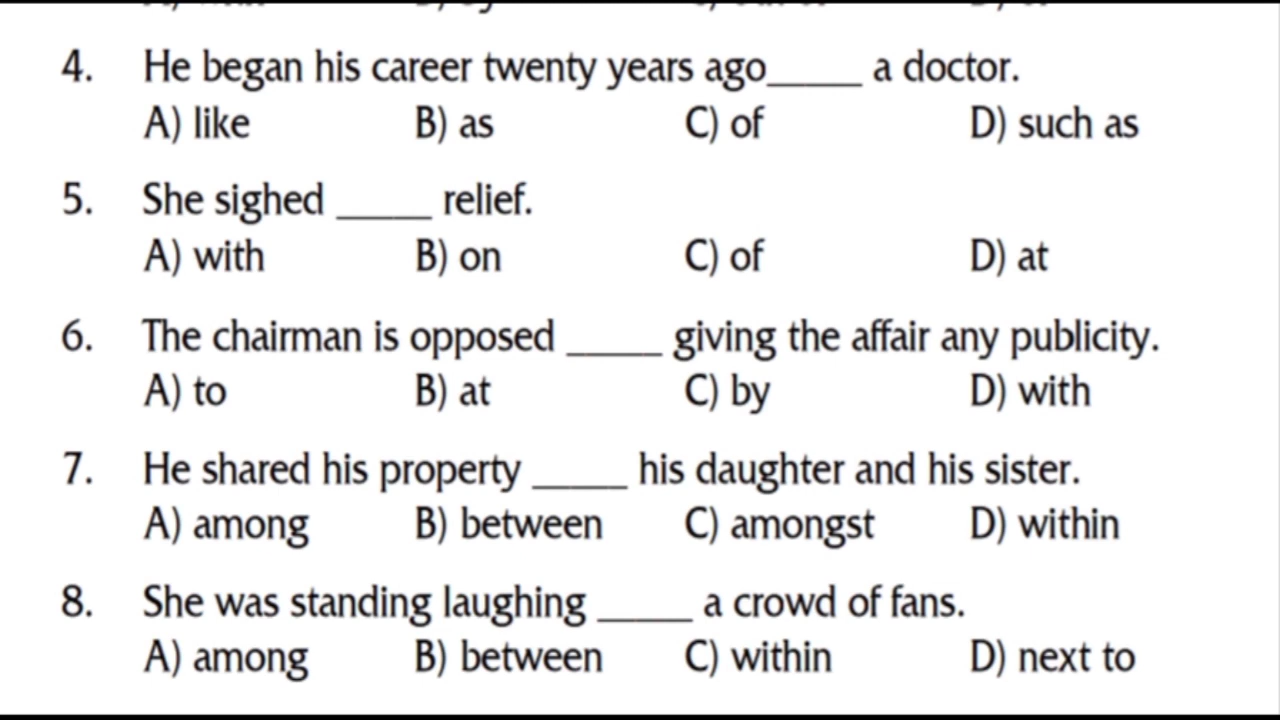 4. He began his career twenty years ago_____ a doctor.
A) like B) as C) of D) such as
5. She sighed _____ relief.
A) with B) on C) of D) at
6. The chairman is opposed _____ giving the affair any publicity.
A) to B) at C) by D) with
7. He shared his property _____ his daughter and his sister.
A) among B) between C) amongst D) within
8. She was standing laughing _____ a crowd of fans.
A) among B) between C) within D) next to